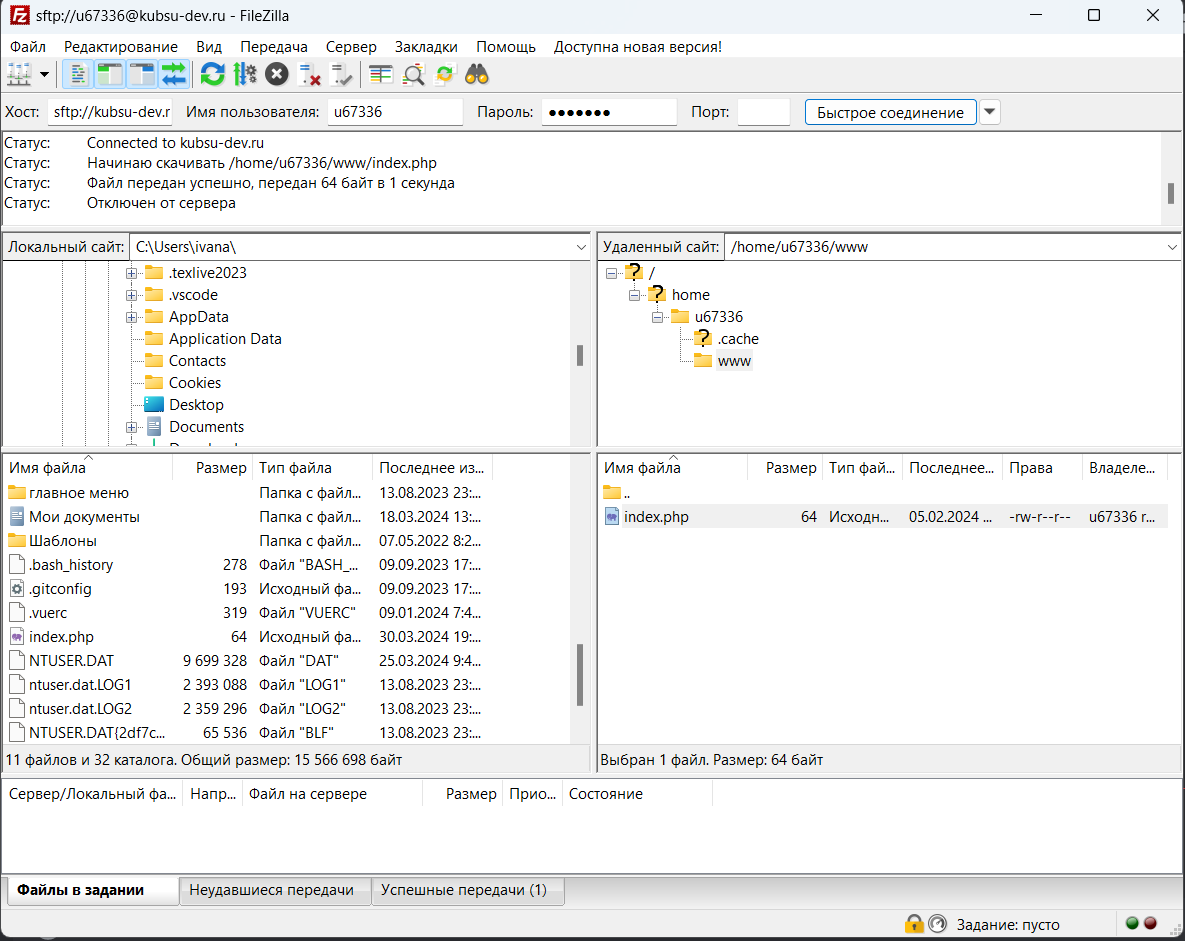 sftp://u67336@kubsu-dev.ru - FileZilla
Файл Редактирование Вид Передача Сервер Закладки Помощь Доступна новая версия!
Хост: sftp://kubsu-dev.r Имя пользователя: u67336 Пароль: ●●●●●●● Порт: Быстрое соединение
Статус: Connected to kubsu-dev.ru
Статус: Начинаю скачивать /home/u67336/www/index.php
Статус: Файл передан успешно, передан 64 байт в 1 секунда
Статус: Отключен от сервера
Локальный сайт: C:\Users\ivana\
.texlive2023
.vscode
AppData
Application Data
Contacts
Cookies
Desktop
Documents
Удаленный сайт: /home/u67336/www
/
home
u67336
.cache
www
Имя файла Размер Тип файла Последнее из...
главное меню Папка с файл... 13.08.2023 23:...
Мои документы Папка с файл... 18.03.2024 13:...
Шаблоны Папка с файл... 07.05.2022 8:2...
.bash_history 278 Файл "BASH_... 09.09.2023 17:...
.gitconfig 193 Исходный фа... 09.09.2023 17:...
.vuerc 319 Файл "VUERC" 09.01.2024 7:4...
index.php 64 Исходный фа... 30.03.2024 19:...
NTUSER.DAT 9 699 328 Файл "DAT" 25.03.2024 9:4...
ntuser.dat.LOG1 2 393 088 Файл "LOG1" 13.08.2023 23:...
ntuser.dat.LOG2 2 359 296 Файл "LOG2" 13.08.2023 23:...
NTUSER.DAT{2df7c... 65 536 Файл "BLF" 13.08.2023 23:...
11 файлов и 32 каталога. Общий размер: 15 566 698 байт
Имя файла Размер Тип фай... Последнее... Права Владеле...
..
index.php 64 Исходн... 05.02.2024 ... -rw-r--r-- u67336 r...
Выбран 1 файл. Размер: 64 байт
Сервер/Локальный фа... Напр... Файл на сервере Размер Прио... Состояние
Файлы в задании Неудавшиеся передачи Успешные передачи (1)
Задание: пусто